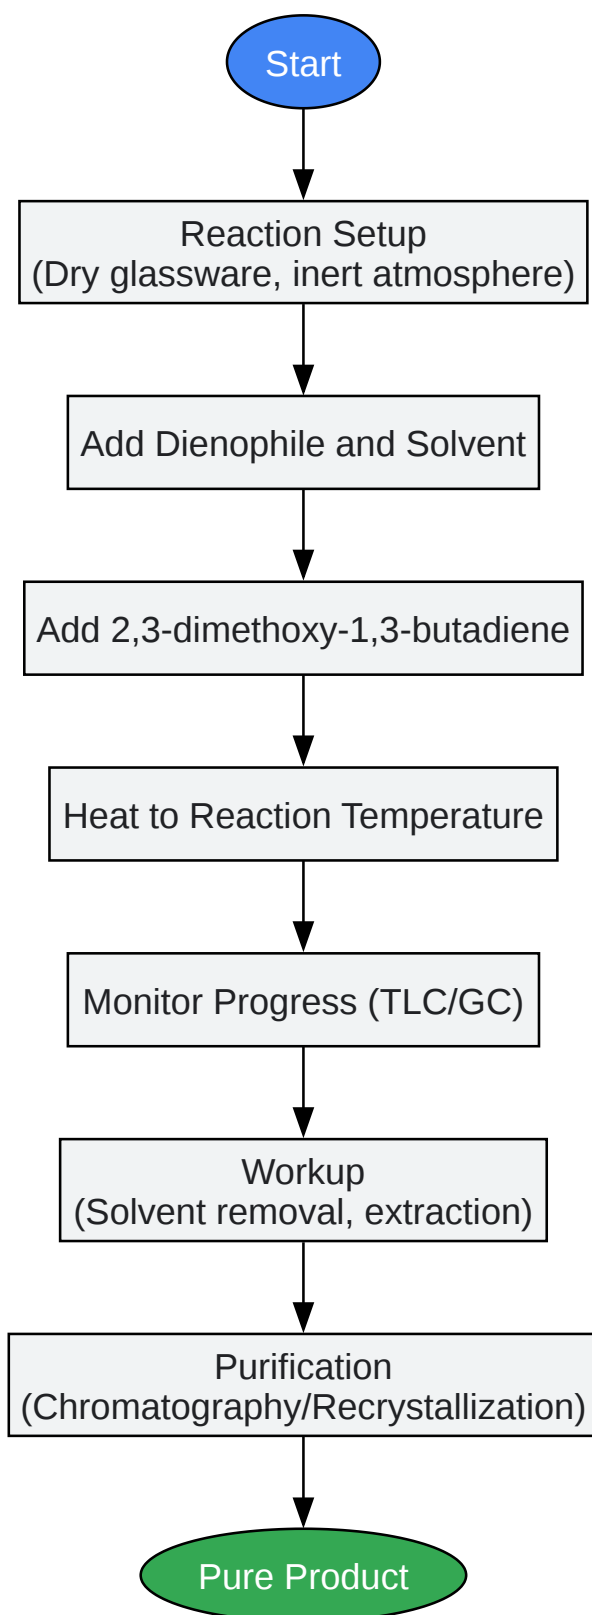 Start
Reaction Setup
(Dry glassware, inert atmosphere)
Add Dienophile and Solvent
Add 2,3-dimethoxy-1,3-butadiene
Heat to Reaction Temperature
Monitor Progress (TLC/GC)
Workup
(Solvent removal, extraction)
Purification
(Chromatography/Recrystallization)
Pure Product